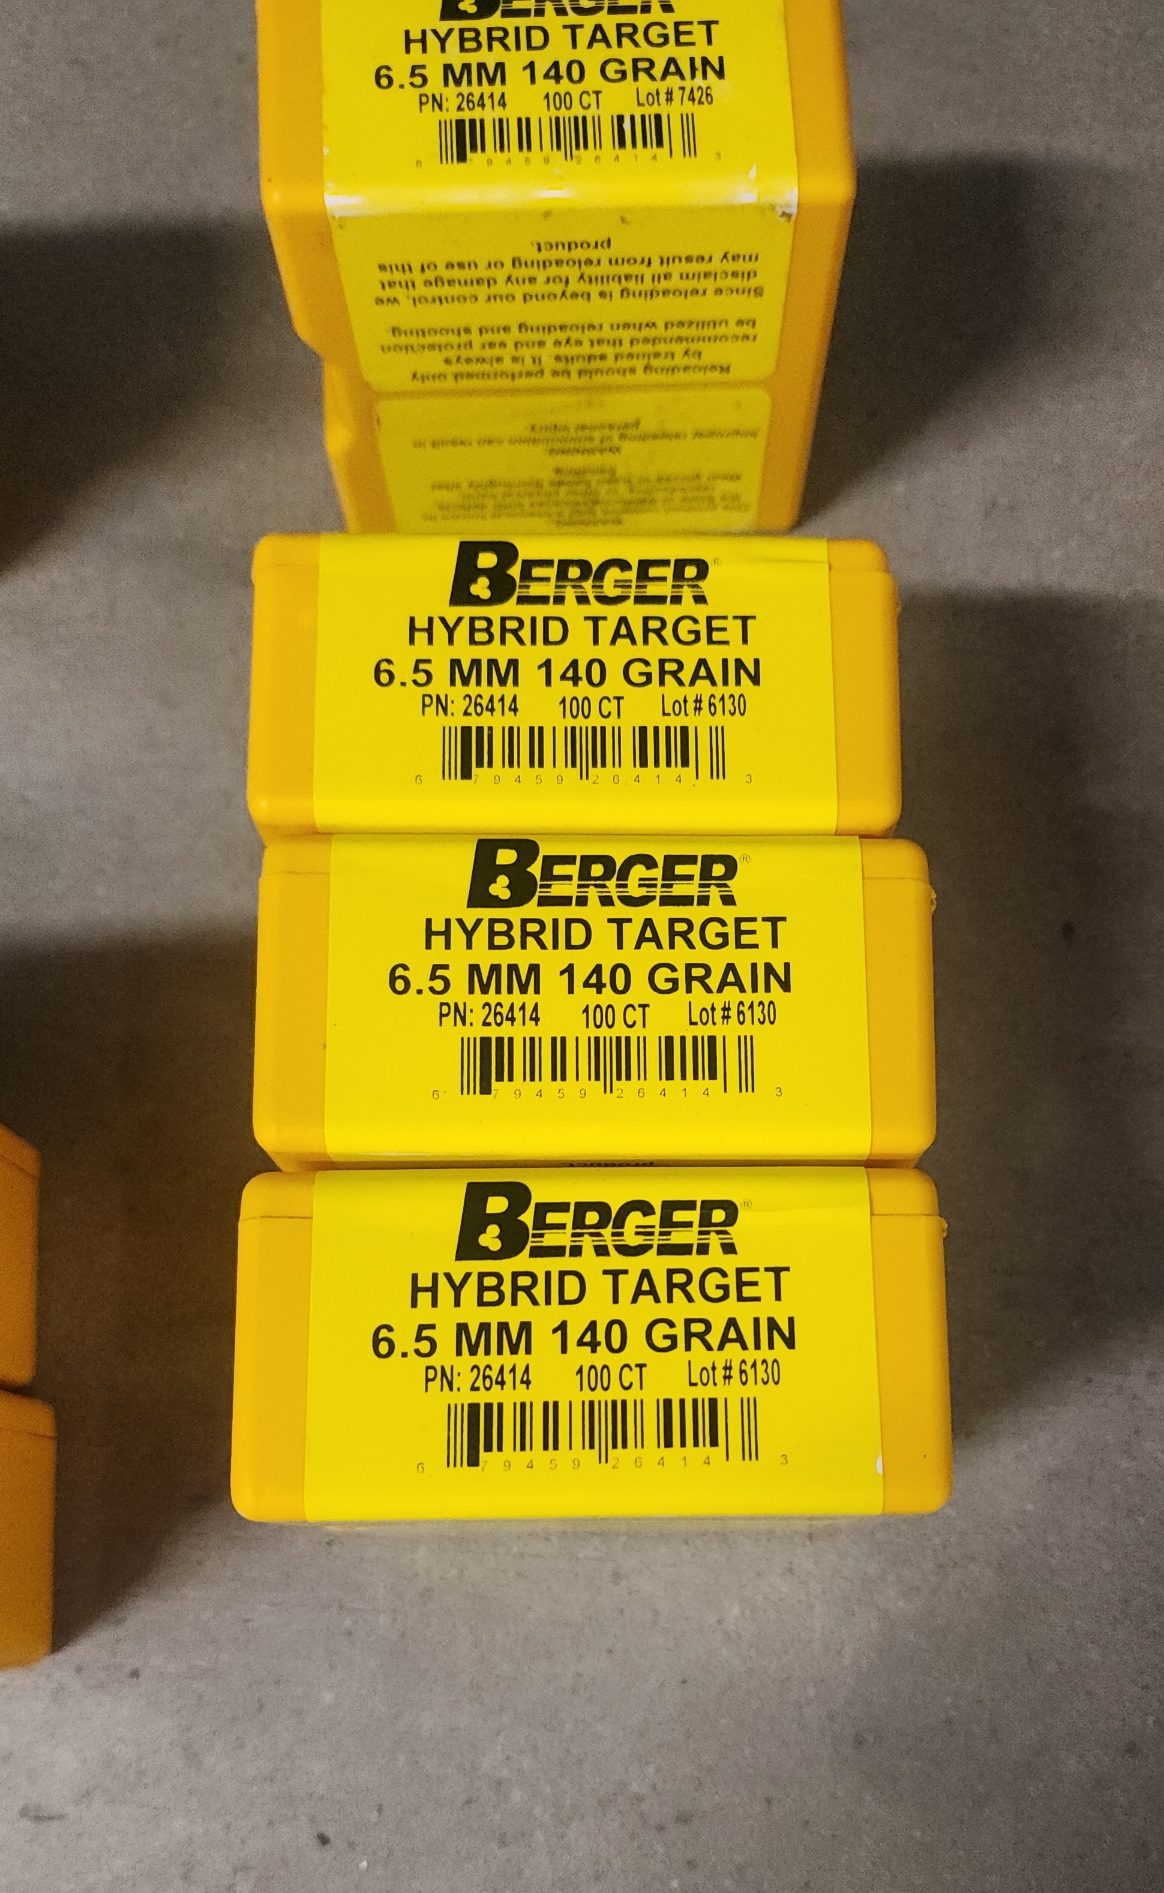 BERGER
HYBRID TARGET
6.5 MM 140 GRAIN
PN: 26414 100 CT Lot # 7426
6 79459 26414 3
Reloading should be performed only
by trained adults. It is always
recommended that eye and ear protection
be utilized when reloading and shooting.
Since reloading is beyond our control, we
disclaim all liability for any damage that
may result from reloading or use of this
product.
BERGER®
HYBRID TARGET
6.5 MM 140 GRAIN
PN: 26414 100 CT Lot # 6130
6 79459 26414 3
BERGER®
HYBRID TARGET
6.5 MM 140 GRAIN
PN: 26414 100 CT Lot # 6130
6 79459 26414 3
product.
BERGER®
HYBRID TARGET
6.5 MM 140 GRAIN
PN: 26414 100 CT Lot # 6130
6 79459 26414 3